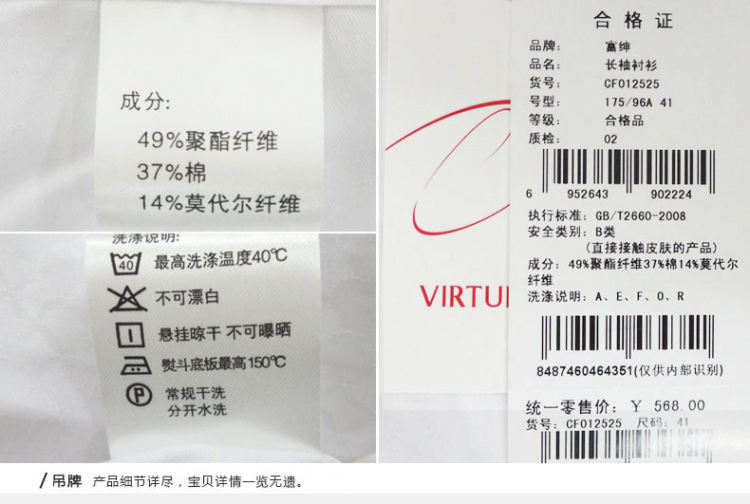 成分:
49%聚酯纤维
37%棉
14%莫代尔纤维
洗涤说明:
40 最高洗涤温度40℃
不可漂白
悬挂晾干 不可曝晒
熨斗底板最高150℃
P 常规干洗
分开水洗
VIRTU
合格证
品牌: 富绅
品名: 长袖衬衫
货号: CF012525
号型: 175/96A 41
等级: 合格品
质检: 02
6 952643 902224
执行标准: GB/T2660-2008
安全类别: B类
(直接接触皮肤的产品)
成分: 49%聚酯纤维37%棉14%莫代尔
纤维
洗涤说明: A、E、F、O、R
8487460464351(仅供内部识别)
统一零售价: ¥ 568.00
货号: CF012525 尺码: 41
/ 吊牌 产品细节详尽，宝贝详情一览无遗。